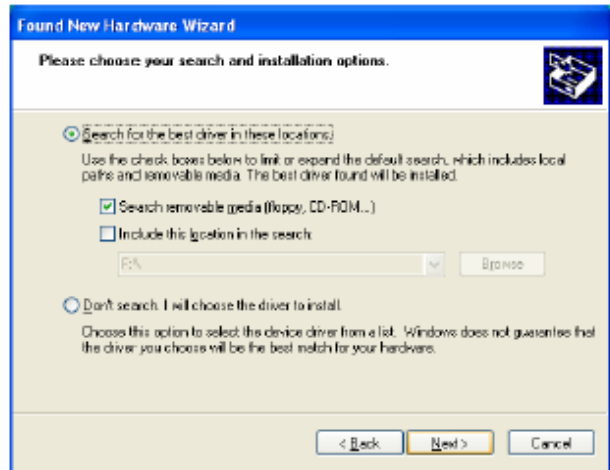 Found New Hardware Wizard
Please choose your search and installation options.
Search for the best driver in these locations.
Use the check boxes below to limit or expand the default search, which includes local
paths and removable media. The best driver found will be installed.
Search removable media (floppy, CD-ROM...)
Include this location in the search:
F:\
Browse
Don't search. I will choose the driver to install.
Choose this option to select the device driver from a list. Windows does not guarantee that
the driver you choose will be the best match for your hardware.
< Back
Next >
Cancel